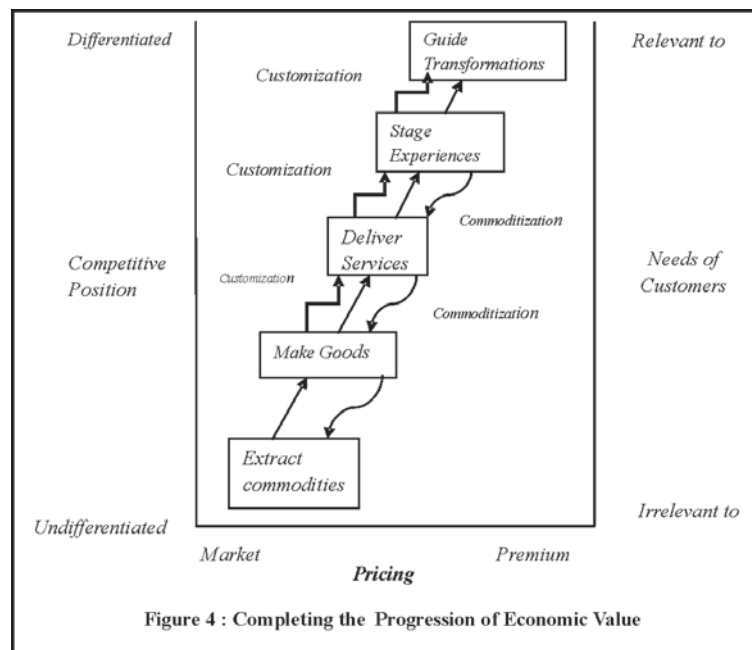 Differentiated
Guide
Transformations
Relevant to
Customization
Stage
Experiences
Customization
Commoditization
Deliver
Services
Competitive
Position
Needs of
Customers
Customization
Commoditization
Make Goods
Extract
commodities
Undifferentiated
Irrelevant to
Market
Premium
Pricing
Figure 4 : Completing the Progression of Economic Value